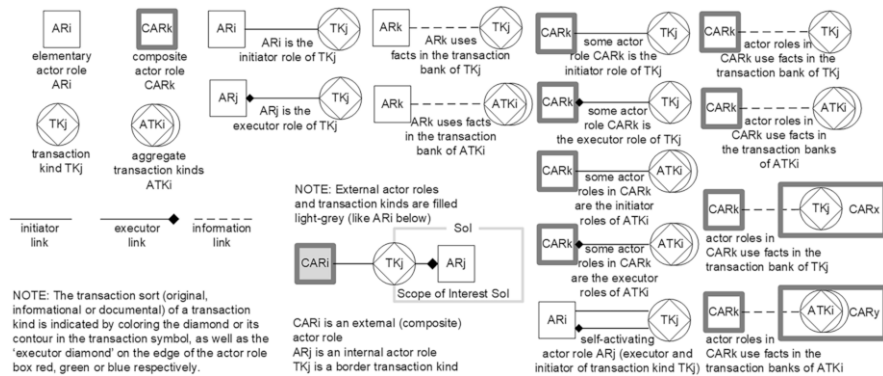 ARi
elementary
actor role
ARi
CARk
composite
actor role
CARk
TKj
transaction
kind TKj
ATKi
aggregate
transaction kinds
ATKi
initiator
link
executor
link
information
link
NOTE: The transaction sort (original,
informational or documental) of a transaction
kind is indicated by coloring the diamond or its
contour in the transaction symbol, as well as the
'executor diamond' on the edge of the actor role
box red, green or blue respectively.
ARi
TKj
ARi is the
initiator role of TKj
ARj
TKj
ARj is the
executor role of TKj
ARk
TKj
ARk uses
facts in the transaction
bank of TKj
ARk
ATKi
ARk uses facts
in the transaction
bank of ATKi
NOTE: External actor roles
and transaction kinds are filled
light-grey (like ARi below)
SoI
CARi
TKj
ARj
Scope of Interest SoI
CARi is an external (composite)
actor role
ARj is an internal actor role
TKj is a border transaction kind
CARk
TKj
some actor
role CARk is the
initiator role of TKj
CARk
TKj
some actor
role CARk is
the executor role of TKj
CARk
ATKi
some actor
roles in CARk
are the initiator
roles of ATKi
CARk
ATKi
some actor
roles in CARk
are the executor
roles of ATKi
ARi
TKj
self-activating
actor role ARj (executor and
initiator of transaction kind TKj)
CARk
TKj
actor roles in
CARk use facts in the
transaction bank of TKj
CARk
ATKi
actor roles in
CARk use facts in
the transaction banks
of ATKi
CARk
TKj
CARx
actor roles in
CARk use facts in the
transaction bank of TKj
CARk
ATKi
CARy
actor roles in
CARk use facts in the
transaction banks of ATKi